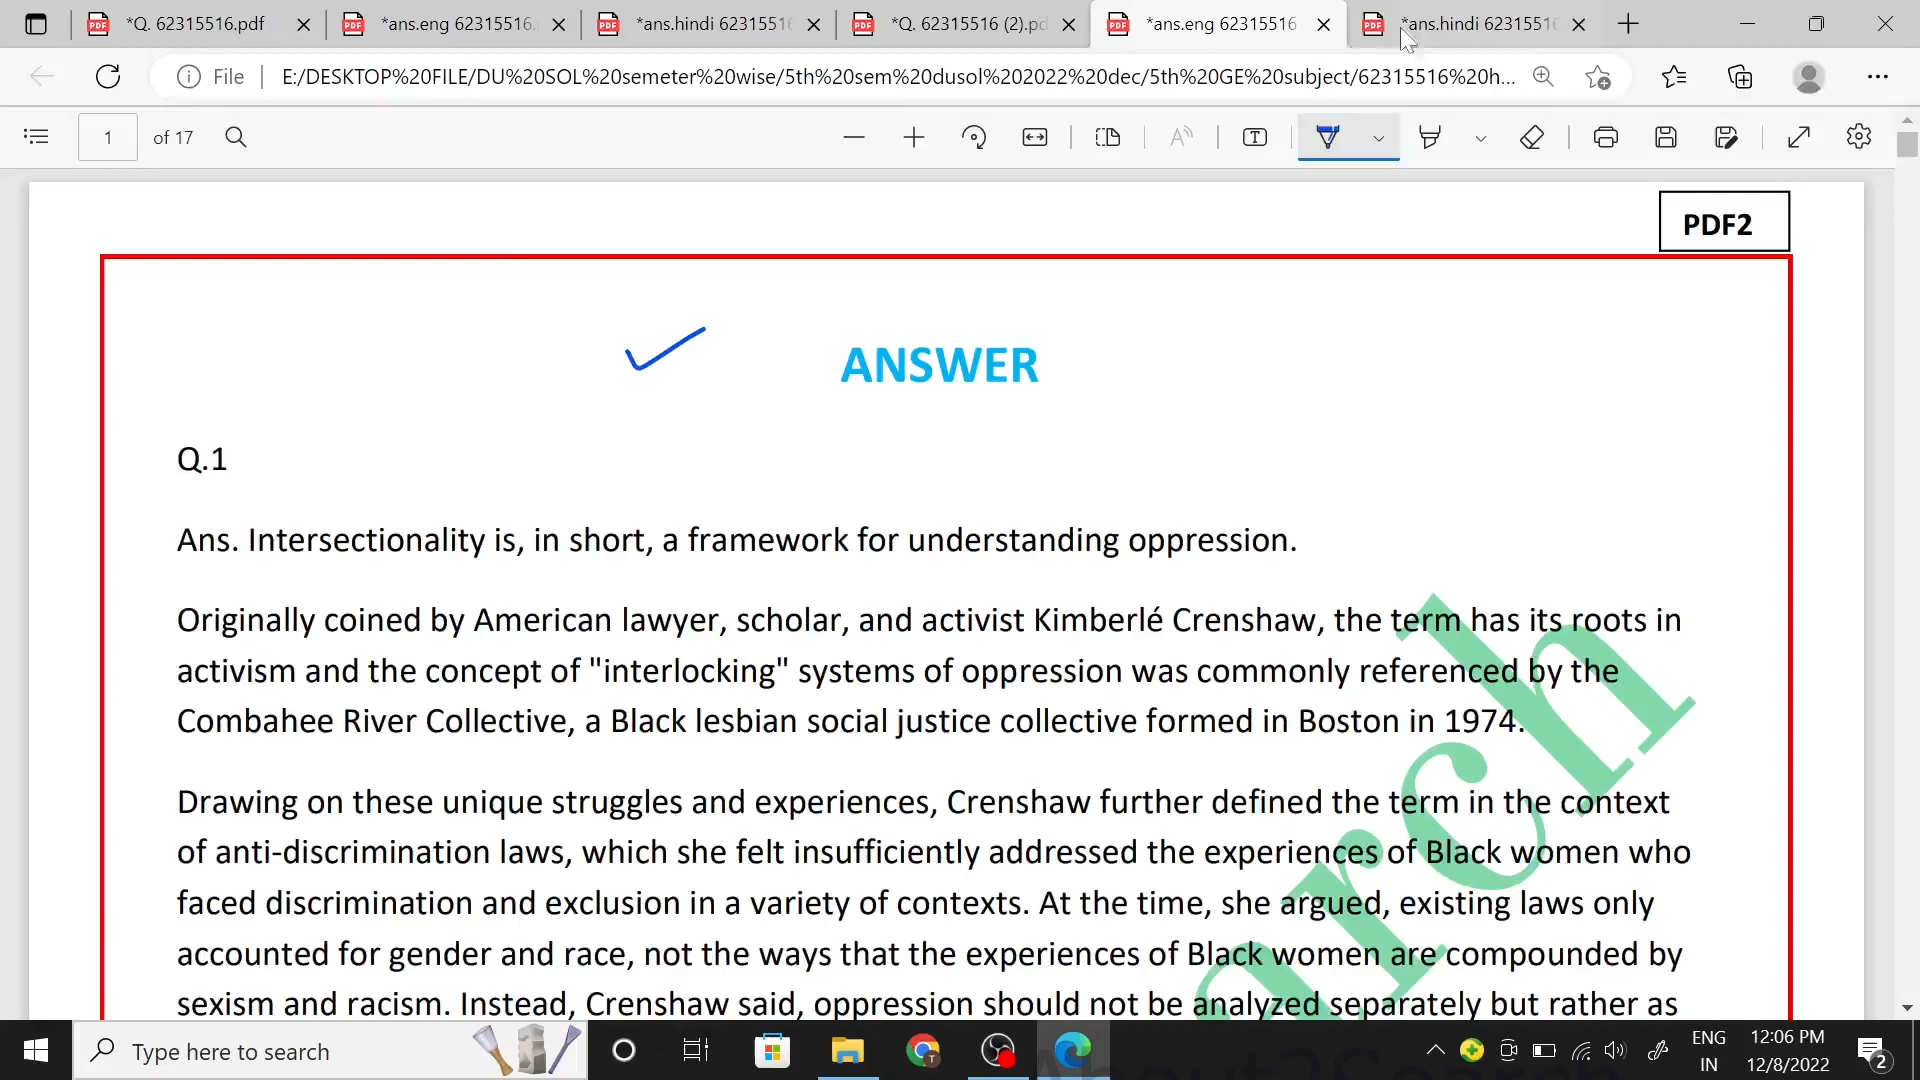 *Q. 62315516.pdf
*ans.eng 62315516.
*ans.hindi 62315516
*Q. 62315516 (2).pd
*ans.eng 62315516
*ans.hindi 62315516
File
E:/DESKTOP%20FILE/DU%20SOL%20semeter%20wise/5th%20sem%20dusol%202022%20dec/5th%20GE%20subject/62315516%20h...
1 of 17
PDF2
ANSWER
Q.1
Ans. Intersectionality is, in short, a framework for understanding oppression.
Originally coined by American lawyer, scholar, and activist Kimberlé Crenshaw, the term has its roots in
activism and the concept of "interlocking" systems of oppression was commonly referenced by the
Combahee River Collective, a Black lesbian social justice collective formed in Boston in 1974.
Drawing on these unique struggles and experiences, Crenshaw further defined the term in the context
of anti-discrimination laws, which she felt insufficiently addressed the experiences of Black women who
faced discrimination and exclusion in a variety of contexts. At the time, she argued, existing laws only
accounted for gender and race, not the ways that the experiences of Black women are compounded by
sexism and racism. Instead, Crenshaw said, oppression should not be analyzed separately but rather as
arch
Type here to search
ENG
IN
12:06 PM
12/8/2022
2